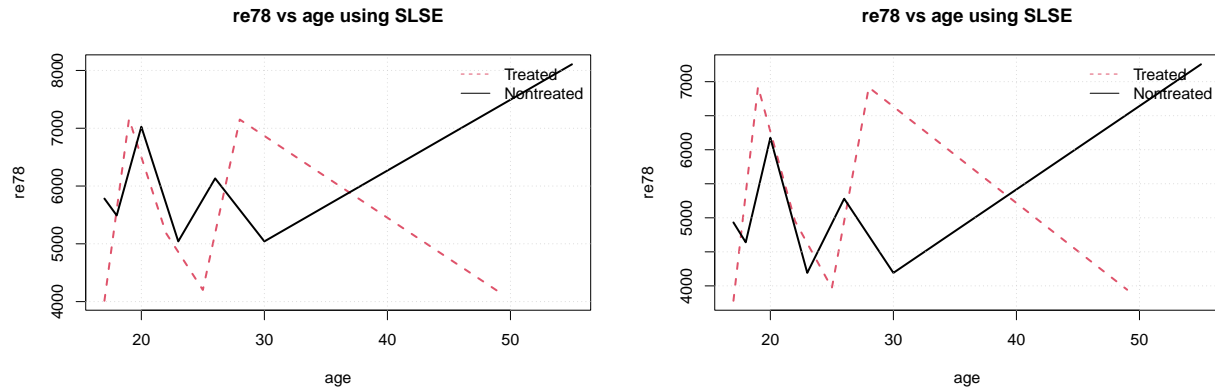 re78 vs age using SLSE
8000
7000
6000
5000
4000
re78
Treated
Nontreated
20
30
40
50
age
re78 vs age using SLSE
7000
6000
5000
4000
re78
Treated
Nontreated
20
30
40
50
age